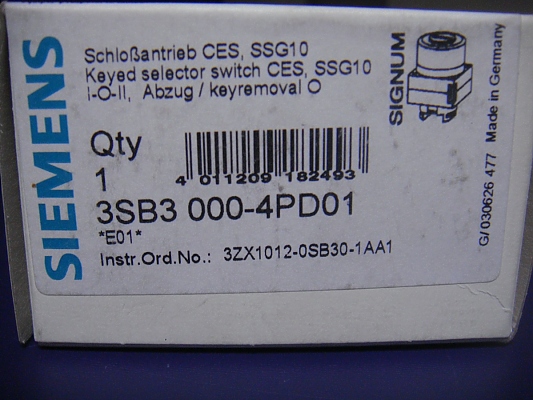 SIEMENS
Schloßantrieb CES, SSG10
Keyed selector switch CES, SSG10
I-O-II, Abzug / keyremoval O
SIGNUM
Made in Germany
G/ 030626 477
Qty
1
4 011209 182493
3SB3 000-4PD01
*E01*
Instr.Ord.No.: 3ZX1012-0SB30-1AA1